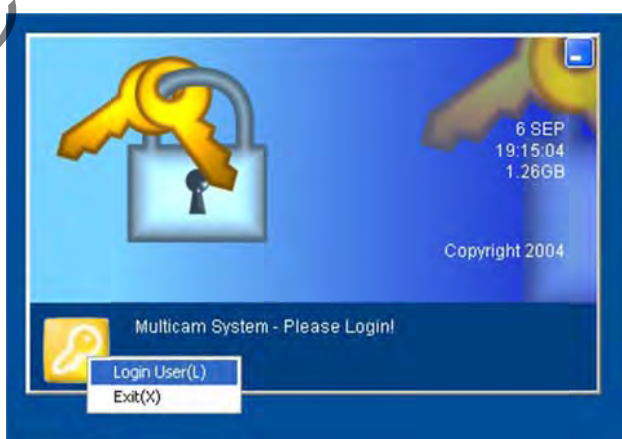 6 SEP
19:15:04
1.26GB
Copyright 2004
Multicam System - Please Login!
Login User(L)
Exit(X)